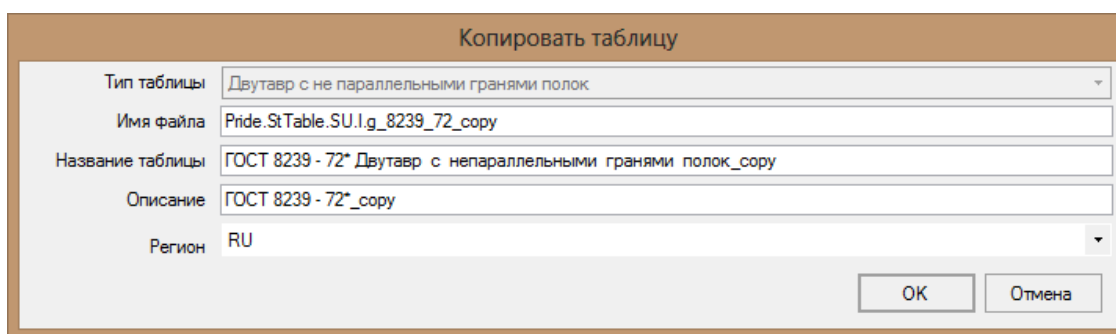 Копировать таблицу
Тип таблицы Двутавр с не параллельными гранями полок
Имя файла Pride.StTable.SU.I.g_8239_72_copy
Название таблицы ГОСТ 8239 - 72* Двутавр с непараллельными гранями полок_copy
Описание ГОСТ 8239 - 72*_copy
Регион RU
OK Отмена